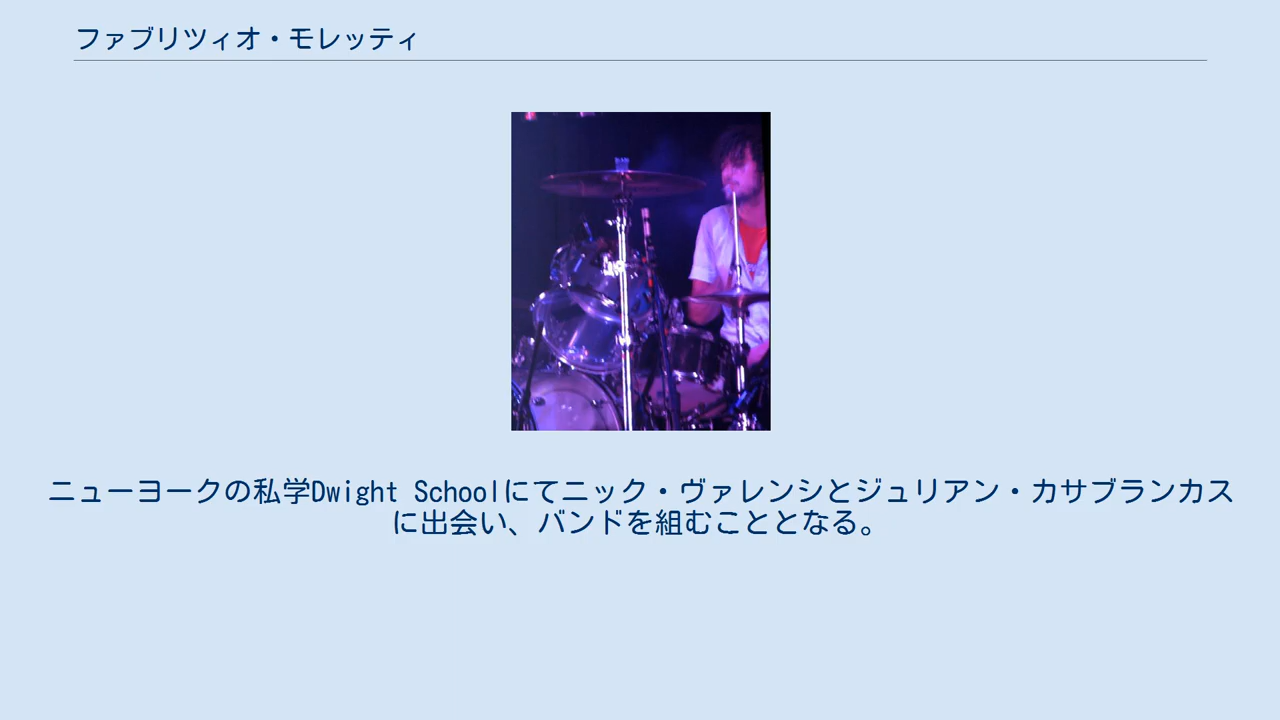 ファブリツィオ・モレッティ
ニューヨークの私学Dwight Schoolにてニック・ヴァレンシとジュリアン・カサブランカス
に出会い、バンドを組むこととなる。